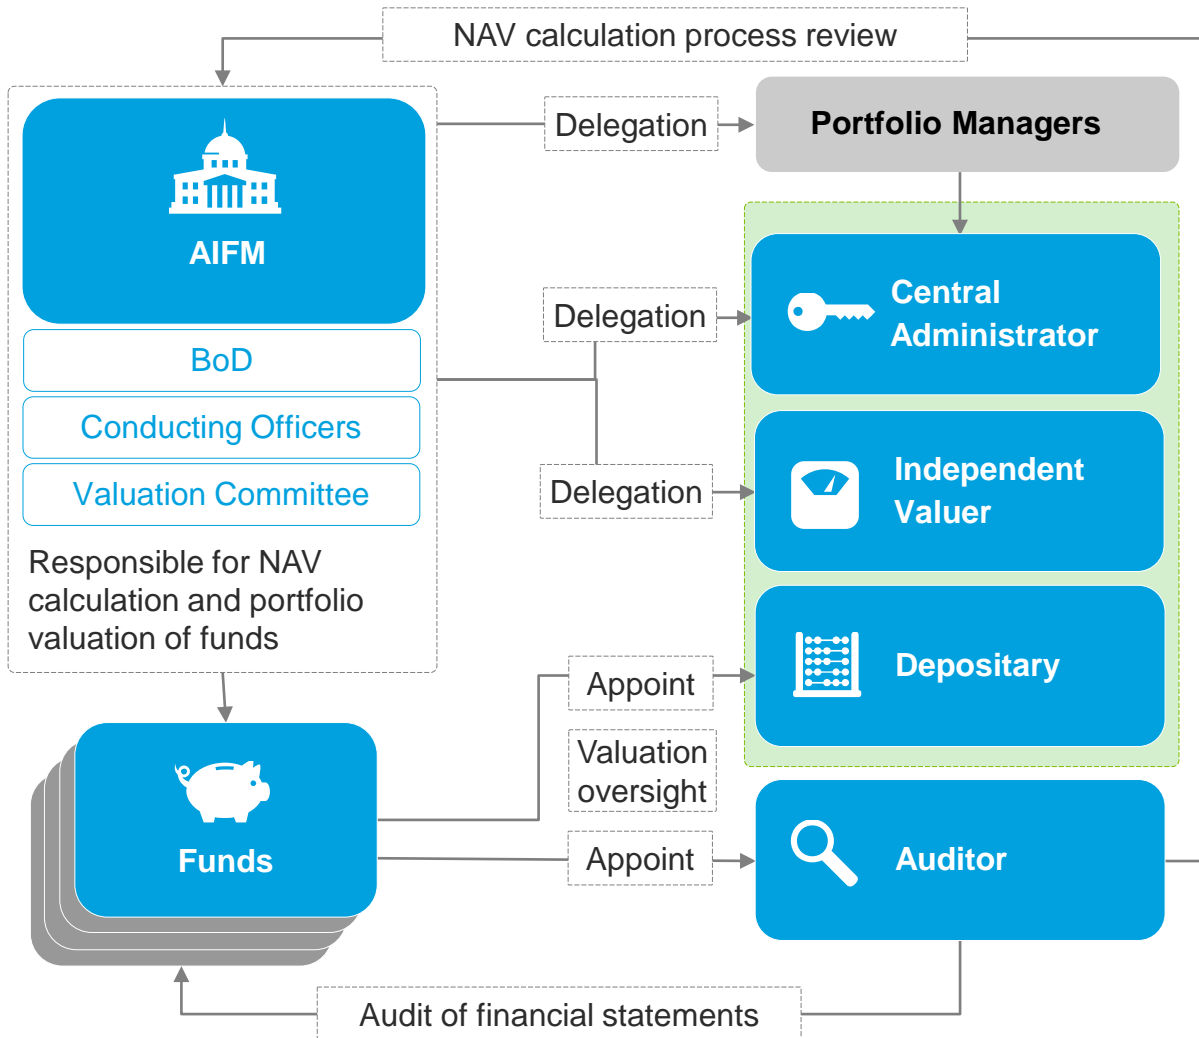 NAV calculation process review
AIFM
BoD
Conducting Officers
Valuation Committee
Responsible for NAV
calculation and portfolio
valuation of funds
Delegation
Portfolio Managers
Delegation
Central
Administrator
Delegation
Independent
Valuer
Appoint
Depositary
Valuation
oversight
Funds
Appoint
Auditor
Audit of financial statements